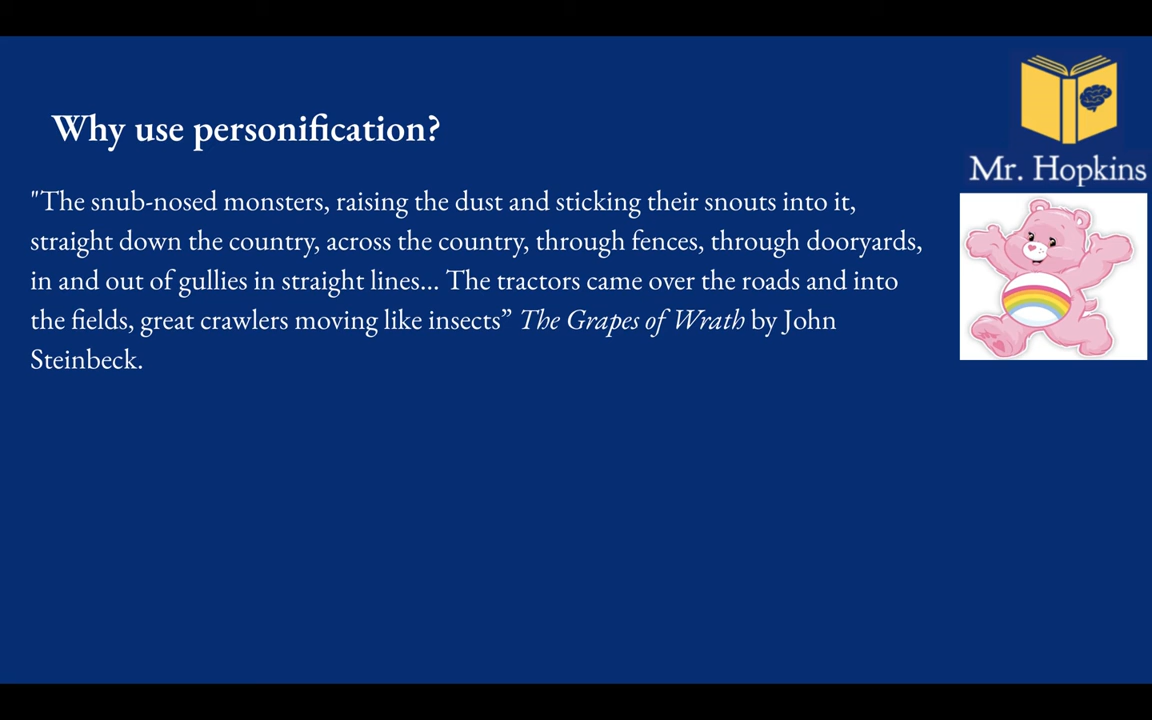 Why use personification?
Mr. Hopkins
"The snub-nosed monsters, raising the dust and sticking their snouts into it,
straight down the country, across the country, through fences, through dooryards,
in and out of gullies in straight lines... The tractors came over the roads and into
the fields, great crawlers moving like insects” The Grapes of Wrath by John
Steinbeck.